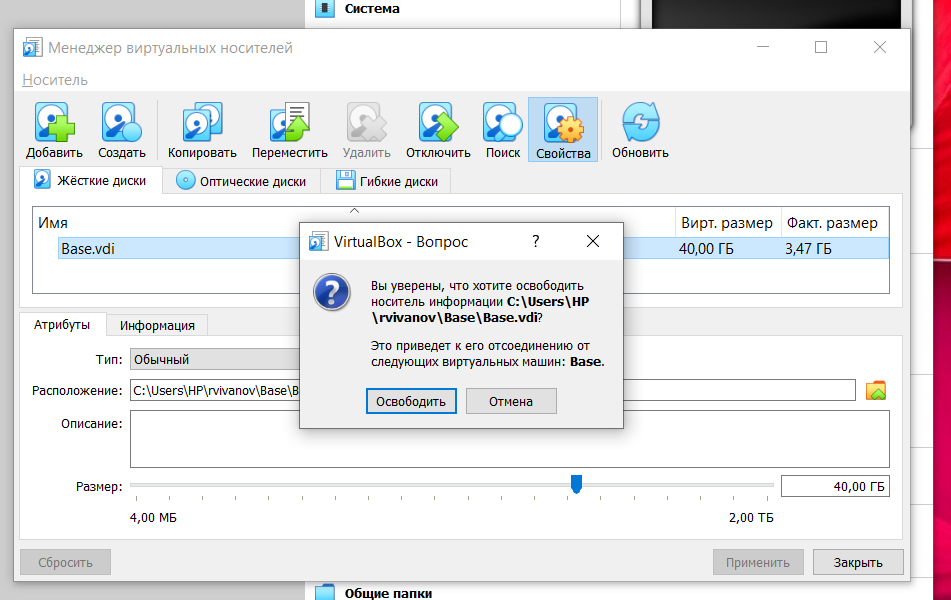 Система
Менеджер виртуальных носителей
Носитель
Добавить Создать Копировать Переместить Удалить Отключить Поиск Свойства Обновить
Жёсткие диски Оптические диски Гибкие диски
Имя Вирт. размер Факт. размер
Base.vdi 40,00 ГБ 3,47 ГБ
VirtualBox - Вопрос ?
Вы уверены, что хотите освободить
носитель информации C:\Users\HP
\rvivanov\Base\Base.vdi?
Это приведет к его отсоединению от
следующих виртуальных машин: Base.
Освободить Отмена
Атрибуты Информация
Тип: Обычный
Расположение: C:\Users\HP\rvivanov\Base\B
Описание:
Размер: 40,00 ГБ
4,00 МБ 2,00 ТБ
Сбросить Применить Закрыть
Общие папки